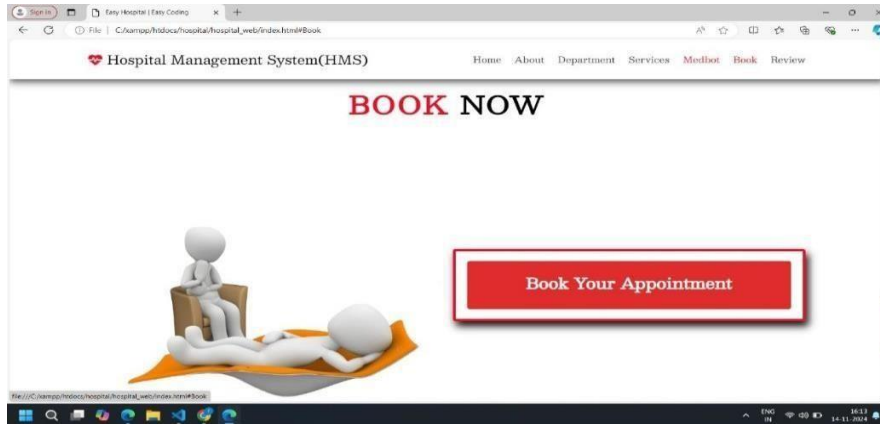 Sign in
Easy Hospital | Easy Coding
File | C:/xampp/htdocs/hospital/hospital_web/index.html#Book
Hospital Management System(HMS)
Home About Department Services Medbot Book Review
BOOK NOW
Book Your Appointment
file:///C:/xampp/htdocs/hospital/hospital_web/index.html#Book
ENG
IN
16:13
14-11-2024